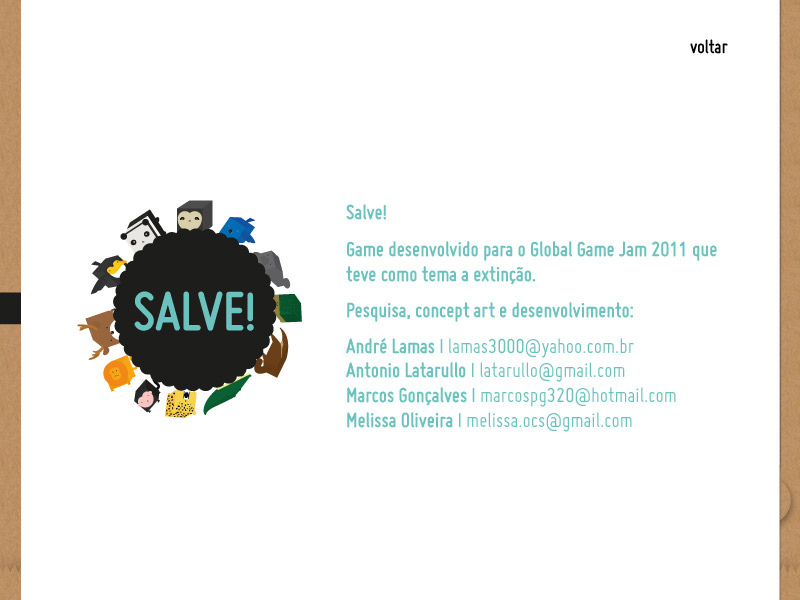 voltar
SALVE!
Salve!
Game desenvolvido para o Global Game Jam 2011 que
teve como tema a extinção.
Pesquisa, concept art e desenvolvimento:
André Lamas | lamas3000@yahoo.com.br
Antonio Latarullo | latarullo@gmail.com
Marcos Gonçalves | marcospg320@hotmail.com
Melissa Oliveira | melissa.ocs@gmail.com